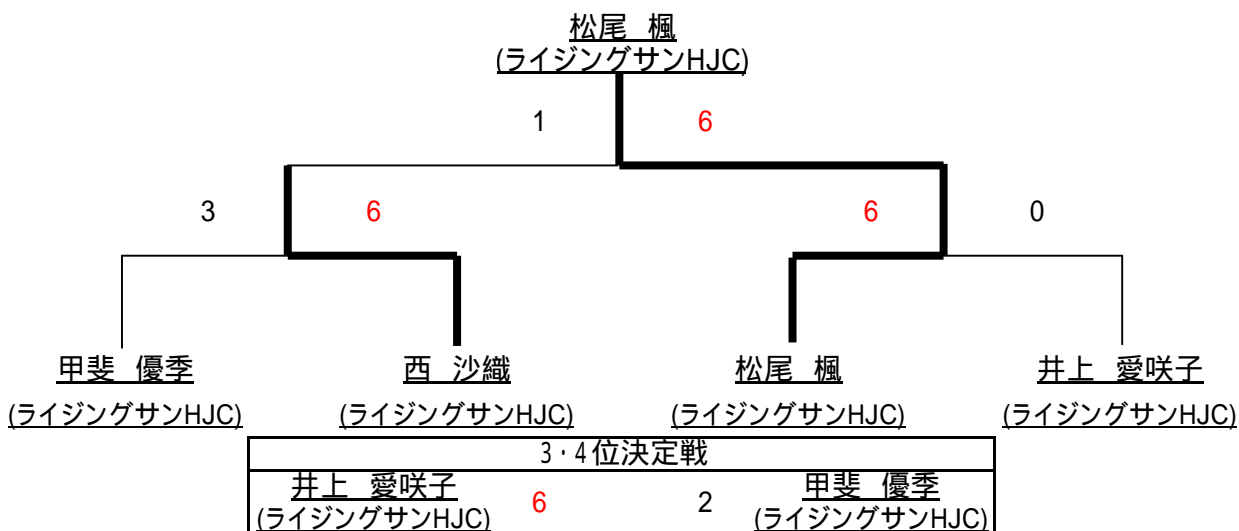 松尾 楓
(ライジングサンHJC)
1 6
3 6 6 0
甲斐 優季 西 沙織 松尾 楓 井上 愛咲子
(ライジングサンHJC) (ライジングサンHJC) (ライジングサンHJC) (ライジングサンHJC)
3・4位決定戦
井上 愛咲子 6 2 甲斐 優季
(ライジングサンHJC) (ライジングサンHJC)